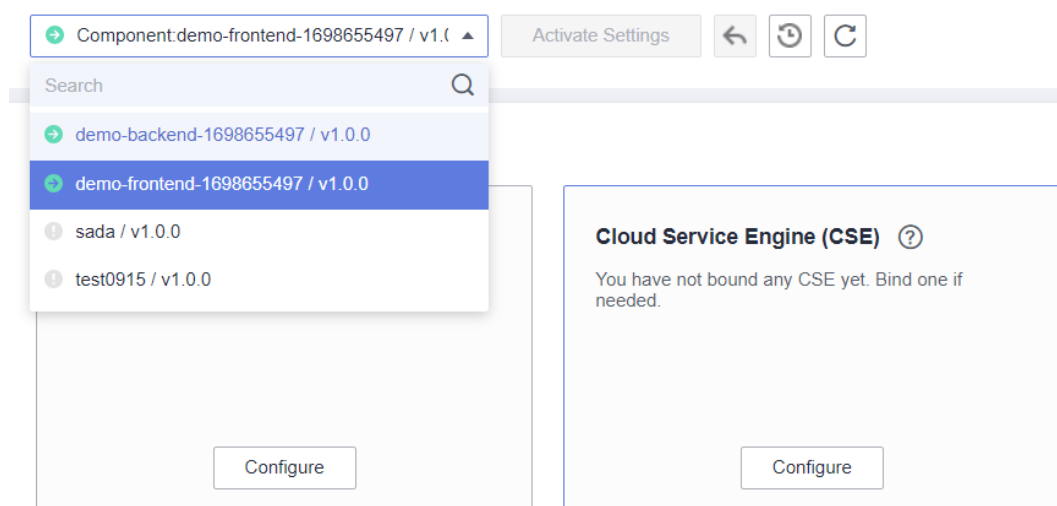 Component:demo-frontend-1698655497 / v1.(
Activate Settings
Search
demo-backend-1698655497 / v1.0.0
demo-frontend-1698655497 / v1.0.0
sada / v1.0.0
test0915 / v1.0.0
Cloud Service Engine (CSE) ?
You have not bound any CSE yet. Bind one if
needed.
Configure
Configure